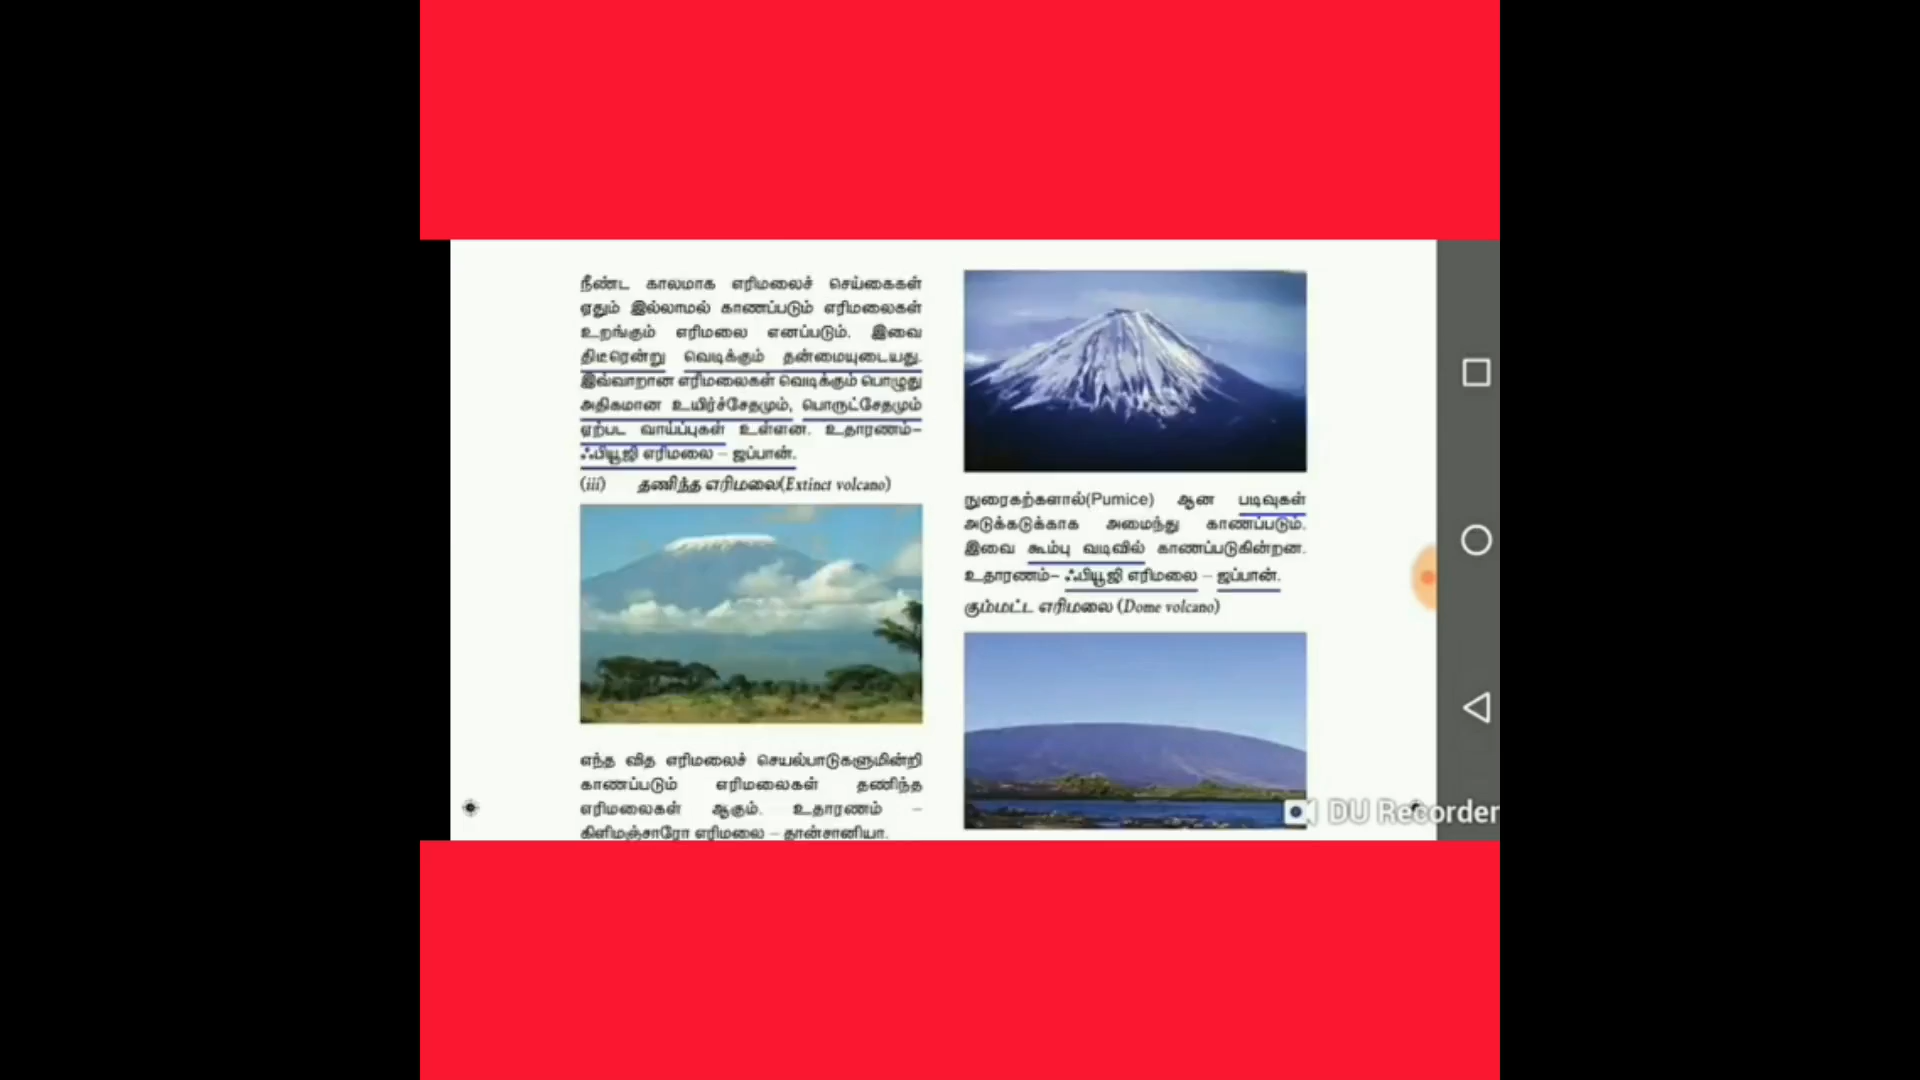 நீண்ட காலமாக எரிமலைச் செய்கைகள்
ஏதும் இல்லாமல் காணப்படும் எரிமலைகள்
உறங்கும் எரிமலை எனப்படும். இவை
திடீரென்று வெடிக்கும் தன்மையுடையது.
இவ்வாறான எரிமலைகள் வெடிக்கும் பொழுது
அதிகமான உயிர்ச்சேதமும், பொருட்சேதமும்
ஏற்பட வாய்ப்புகள் உள்ளன. உதாரணம்–
ஃபியூஜி எரிமலை – ஜப்பான்.
(iii) தணிந்த எரிமலை(Extinct volcano)
எந்த வித எரிமலைச் செயல்பாடுகளுமின்றி
காணப்படும் எரிமலைகள் தணிந்த
எரிமலைகள் ஆகும். உதாரணம் –
கிளிமஞ்சாரோ எரிமலை – தான்சானியா.
நுரைகற்களால்(Pumice) ஆன படிவுகள்
அடுக்கடுக்காக அமைந்து காணப்படும்.
இவை கூம்பு வடிவில் காணப்படுகின்றன.
உதாரணம்– ஃபியூஜி எரிமலை – ஜப்பான்.
கும்மட்ட எரிமலை (Dome volcano)
DU Recorder